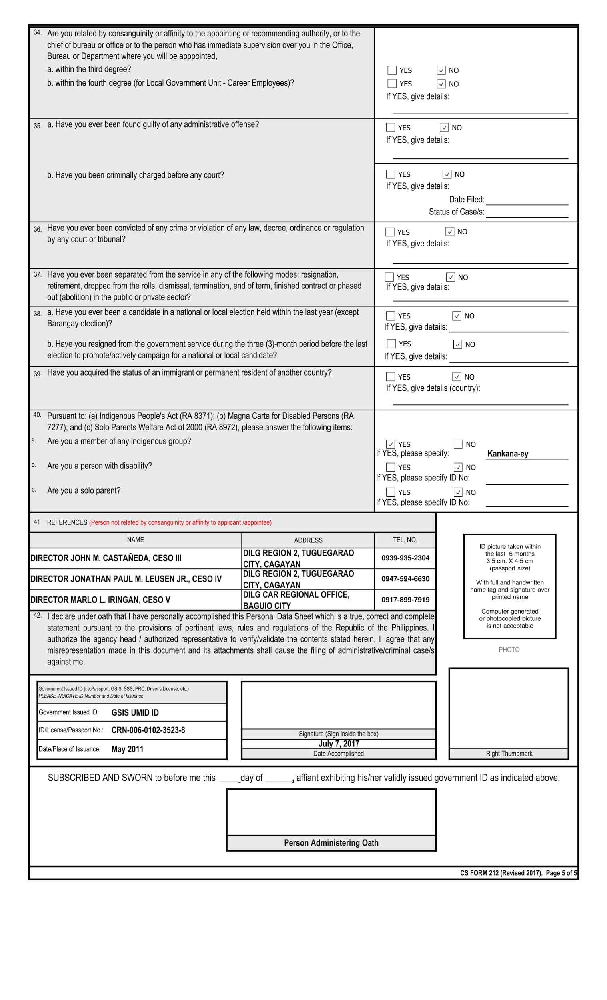 34. Are you related by consanguinity or affinity to the appointing or recommending authority, or to the
chief of bureau or office or to the person who has immediate supervision over you in the Office,
Bureau or Department where you will be apppointed,
a. within the third degree?
YES ✓ NO
b. within the fourth degree (for Local Government Unit - Career Employees)?
YES ✓ NO
If YES, give details:
35. a. Have you ever been found guilty of any administrative offense?
YES ✓ NO
If YES, give details:
b. Have you been criminally charged before any court?
YES ✓ NO
If YES, give details:
Date Filed:
Status of Case/s:
36. Have you ever been convicted of any crime or violation of any law, decree, ordinance or regulation
by any court or tribunal?
YES ✓ NO
If YES, give details:
37. Have you ever been separated from the service in any of the following modes: resignation,
retirement, dropped from the rolls, dismissal, termination, end of term, finished contract or phased
out (abolition) in the public or private sector?
YES ✓ NO
If YES, give details:
38. a. Have you ever been a candidate in a national or local election held within the last year (except
Barangay election)?
YES ✓ NO
If YES, give details:
b. Have you resigned from the government service during the three (3)-month period before the last
election to promote/actively campaign for a national or local candidate?
YES ✓ NO
If YES, give details:
39. Have you acquired the status of an immigrant or permanent resident of another country?
YES ✓ NO
If YES, give details (country):
40. Pursuant to: (a) Indigenous People's Act (RA 8371); (b) Magna Carta for Disabled Persons (RA
7277); and (c) Solo Parents Welfare Act of 2000 (RA 8972), please answer the following items:
a. Are you a member of any indigenous group?
✓ YES NO
If YES, please specify: Kankana-ey
b. Are you a person with disability?
YES ✓ NO
If YES, please specify ID No:
c. Are you a solo parent?
YES ✓ NO
If YES, please specify ID No:
41. REFERENCES (Person not related by consanguinity or affinity to applicant /appointee)
NAME ADDRESS TEL. NO.
DIRECTOR JOHN M. CASTAÑEDA, CESO III DILG REGION 2, TUGUEGARAO
CITY, CAGAYAN 0939-935-2304
DIRECTOR JONATHAN PAUL M. LEUSEN JR., CESO IV DILG REGION 2, TUGUEGARAO
CITY, CAGAYAN 0947-594-6630
DIRECTOR MARLO L. IRINGAN, CESO V DILG CAR REGIONAL OFFICE,
BAGUIO CITY 0917-899-7919
ID picture taken within
the last 6 months
3.5 cm. X 4.5 cm
(passport size)
With full and handwritten
name tag and signature over
printed name
Computer generated
or photocopied picture
is not acceptable
PHOTO
42. I declare under oath that I have personally accomplished this Personal Data Sheet which is a true, correct and complete
statement pursuant to the provisions of pertinent laws, rules and regulations of the Republic of the Philippines. I
authorize the agency head / authorized representative to verify/validate the contents stated herein. I agree that any
misrepresentation made in this document and its attachments shall cause the filing of administrative/criminal case/s
against me.
Government Issued ID (i.e.Passport, GSIS, SSS, PRC, Driver's License, etc.)
PLEASE INDICATE ID Number and Date of Issuance
Government Issued ID: GSIS UMID ID
ID/License/Passport No.: CRN-006-0102-3523-8
Date/Place of Issuance: May 2011
Signature (Sign inside the box)
July 7, 2017
Date Accomplished
Right Thumbmark
SUBSCRIBED AND SWORN to before me this _____day of ______, affiant exhibiting his/her validly issued government ID as indicated above.
Person Administering Oath
CS FORM 212 (Revised 2017), Page 5 of 5